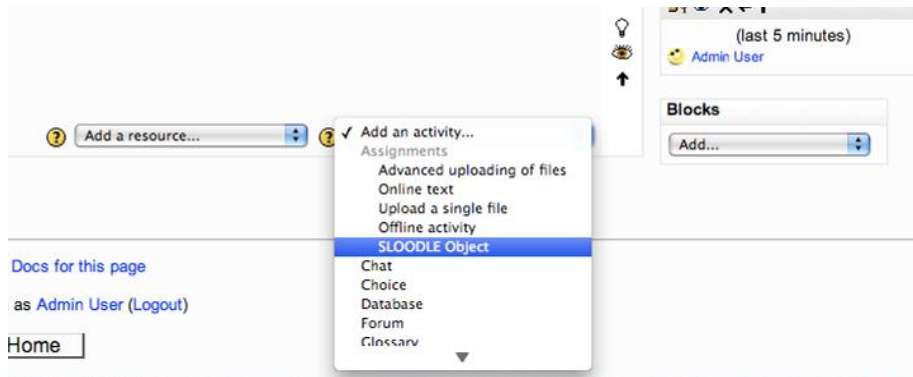 (last 5 minutes)
Admin User
Blocks
Add...
Add a resource...
✓ Add an activity...
Assignments
Advanced uploading of files
Online text
Upload a single file
Offline activity
SLOODLE Object
Chat
Choice
Database
Forum
Glossary
Docs for this page
as Admin User (Logout)
Home